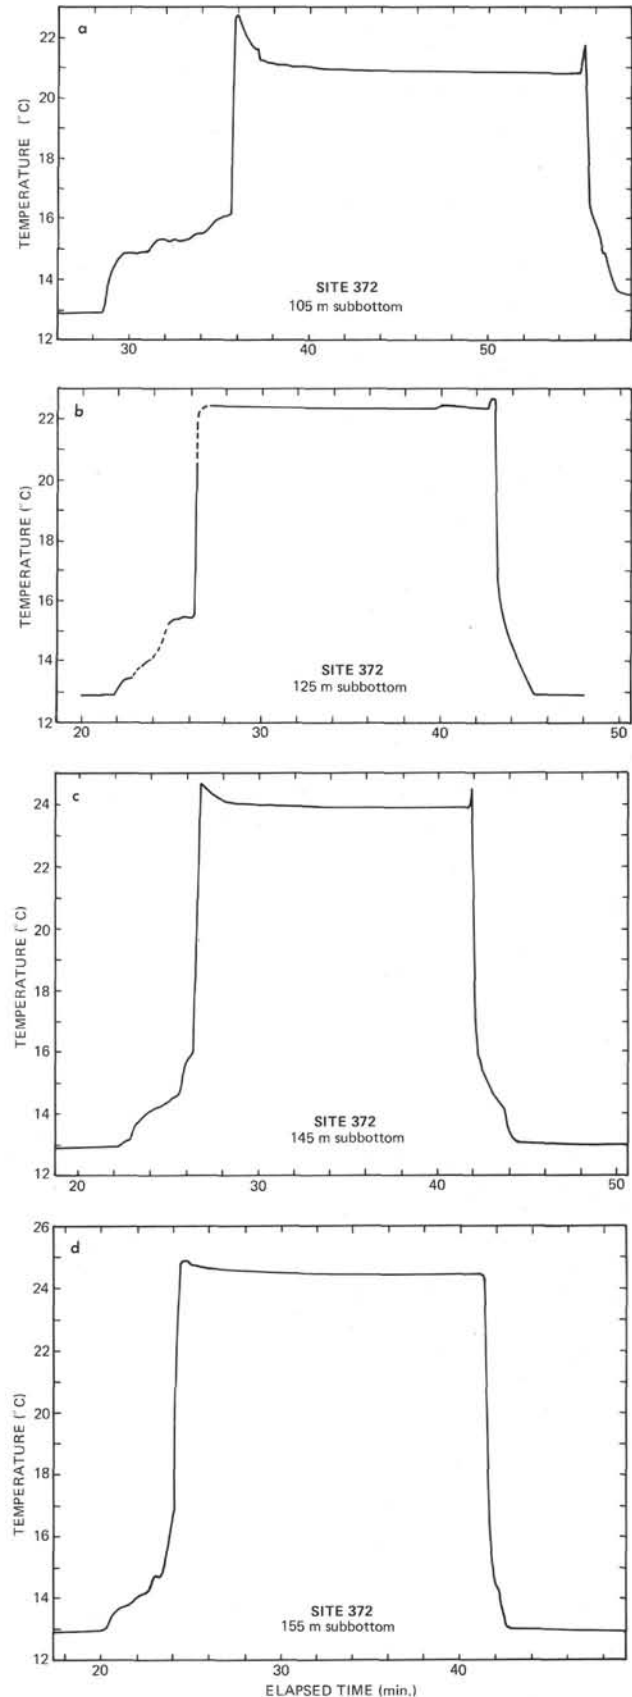 a
22
20
18
16
14
12
TEMPERATURE (°C)
SITE 372
105 m subbottom
30
40
50
b
22
20
18
16
14
12
TEMPERATURE (°C)
SITE 372
125 m subbottom
20
30
40
50
c
24
22
20
18
16
14
12
TEMPERATURE (°C)
SITE 372
145 m subbottom
20
30
40
50
d
26
24
22
20
18
16
14
12
TEMPERATURE (°C)
SITE 372
155 m subbottom
20
30
40
ELAPSED TIME (min.)